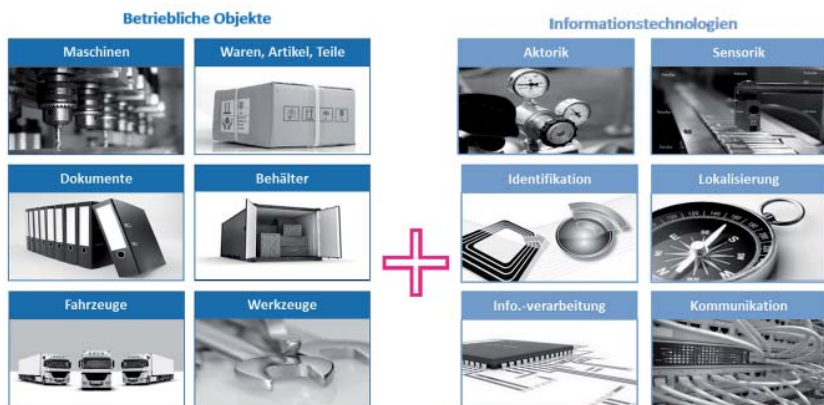 Betriebliche Objekte
Informationstechnologien
Maschinen
Waren, Artikel, Teile
Aktorik
Sensorik
Dokumente
Behälter
Identifikation
Lokalisierung
Fahrzeuge
Werkzeuge
Info.-verarbeitung
Kommunikation